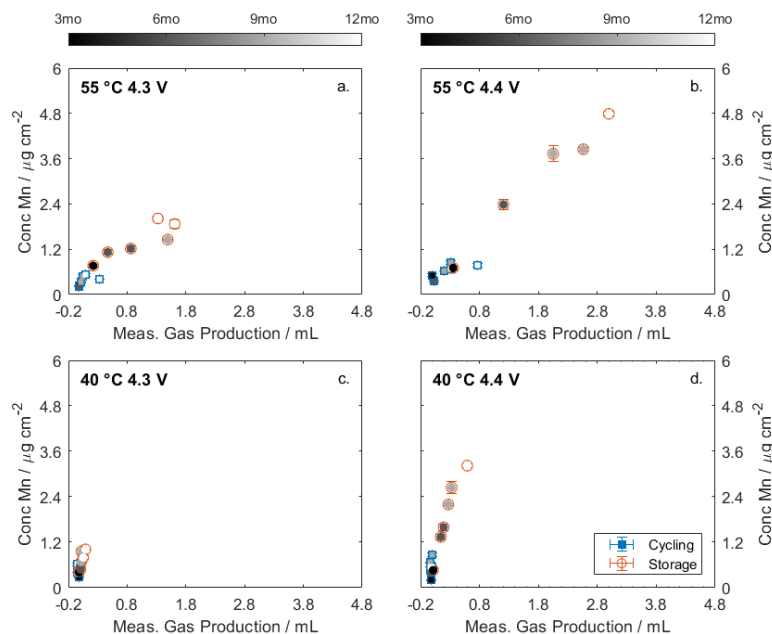 3mo 6mo 9mo 12mo
3mo 6mo 9mo 12mo
55 °C 4.3 V
a.
6
4.8
3.6
2.4
1.2
0
Conc Mn / μg cm-2
-0.2 0.8 1.8 2.8 3.8 4.8
Meas. Gas Production / mL
55 °C 4.4 V
b.
6
4.8
3.6
2.4
1.2
0
Conc Mn / μg cm-2
-0.2 0.8 1.8 2.8 3.8 4.8
Meas. Gas Production / mL
40 °C 4.3 V
c.
6
4.8
3.6
2.4
1.2
0
Conc Mn / μg cm-2
-0.2 0.8 1.8 2.8 3.8 4.8
Meas. Gas Production / mL
40 °C 4.4 V
d.
6
4.8
3.6
2.4
1.2
0
Conc Mn / μg cm-2
Cycling
Storage
-0.2 0.8 1.8 2.8 3.8 4.8
Meas. Gas Production / mL